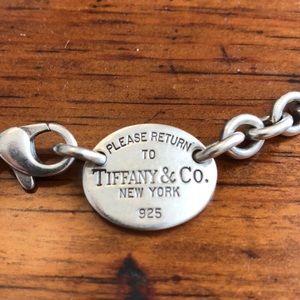 PLEASE RETURN
TO
TIFFANY & CO.
NEW YORK
925